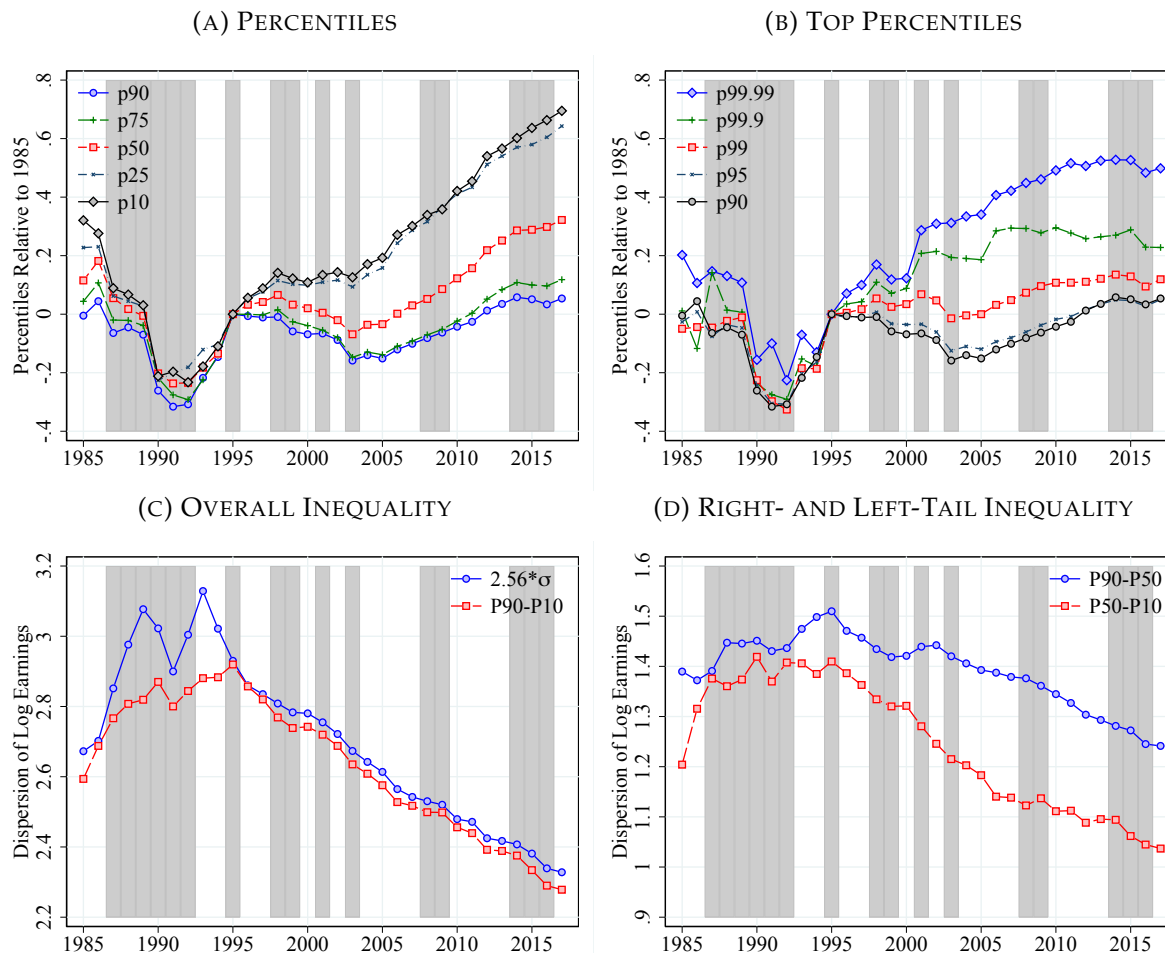 (A) PERCENTILES
Percentiles Relative to 1985
.8
.6
.4
.2
0
-.2
-.4
p90
p75
p50
p25
p10
1985 1990 1995 2000 2005 2010 2015
(B) TOP PERCENTILES
Percentiles Relative to 1985
.8
.6
.4
.2
0
-.2
-.4
p99.99
p99.9
p99
p95
p90
1985 1990 1995 2000 2005 2010 2015
(C) OVERALL INEQUALITY
Dispersion of Log Earnings
3.2
3
2.8
2.6
2.4
2.2
2.56*σ
P90-P10
1985 1990 1995 2000 2005 2010 2015
(D) RIGHT- AND LEFT-TAIL INEQUALITY
Dispersion of Log Earnings
1.6
1.5
1.4
1.3
1.2
1.1
1
.9
P90-P50
P50-P10
1985 1990 1995 2000 2005 2010 2015